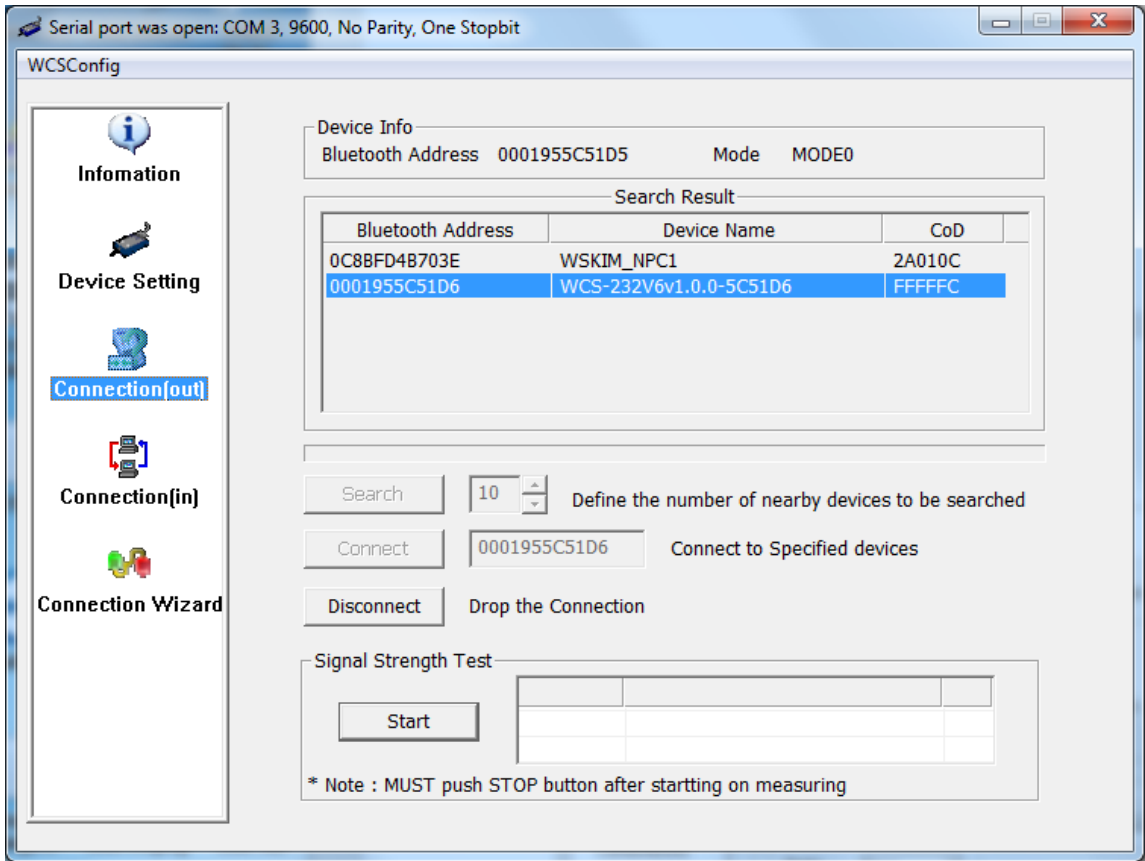 Serial port was open: COM 3, 9600, No Parity, One Stopbit
WCSConfig
Infomation
Device Setting
Connection(out)
Connection(in)
Connection Wizard
Device Info
Bluetooth Address 0001955C51D5 Mode MODE0
Search Result
Bluetooth Address Device Name CoD
0C8BFD4B703E WSKIM_NPC1 2A010C
0001955C51D6 WCS-232V6v1.0.0-5C51D6 FFFFFC
Search 10 Define the number of nearby devices to be searched
Connect 0001955C51D6 Connect to Specified devices
Disconnect Drop the Connection
Signal Strength Test
Start
* Note : MUST push STOP button after startting on measuring